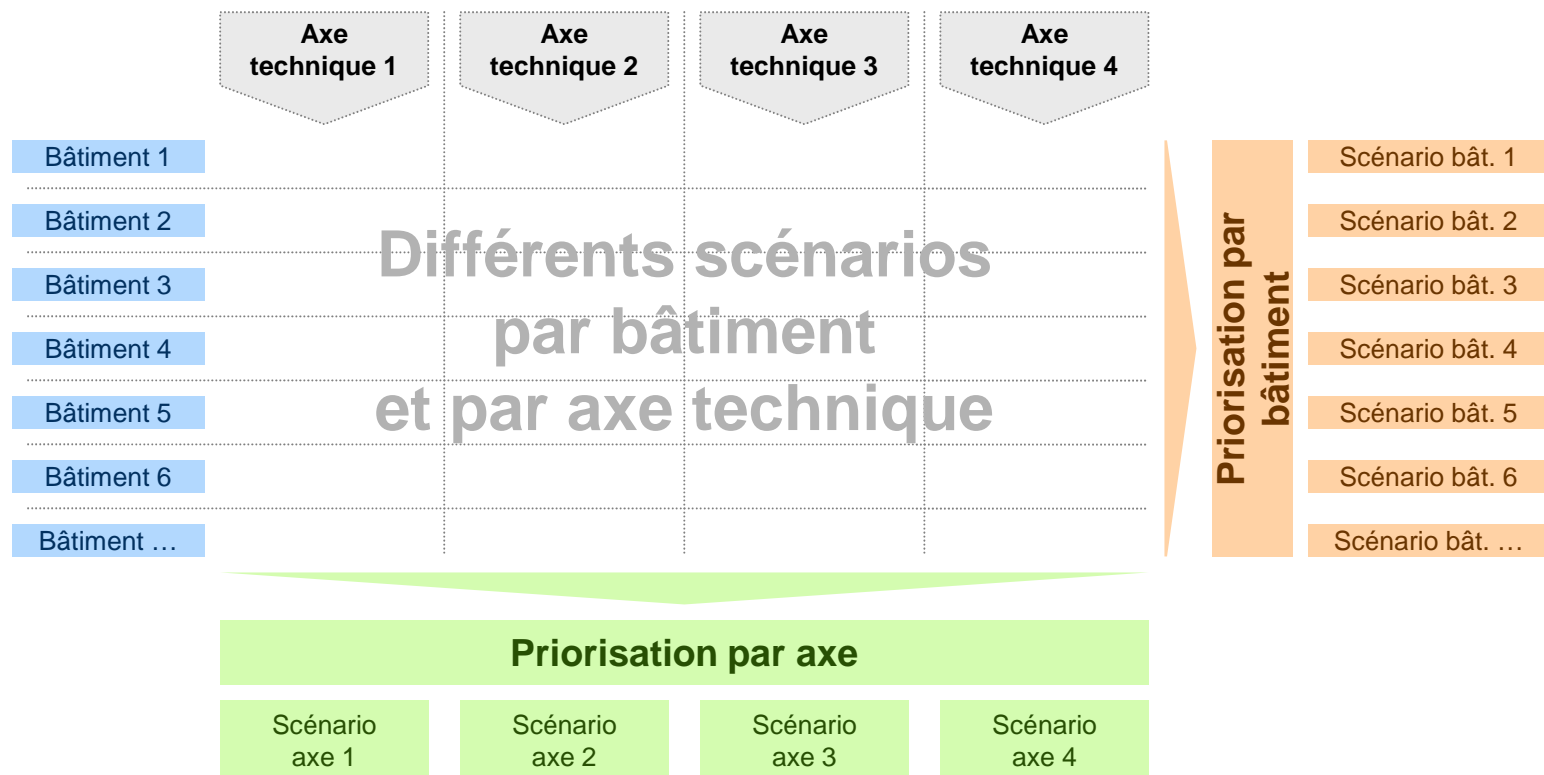 Axe
technique 1
Axe
technique 2
Axe
technique 3
Axe
technique 4
Bâtiment 1
Bâtiment 2
Bâtiment 3
Bâtiment 4
Bâtiment 5
Bâtiment 6
Bâtiment …
Différents scénarios
par bâtiment
et par axe technique
Priorisation par
bâtiment
Scénario bât. 1
Scénario bât. 2
Scénario bât. 3
Scénario bât. 4
Scénario bât. 5
Scénario bât. 6
Scénario bât. …
Priorisation par axe
Scénario
axe 1
Scénario
axe 2
Scénario
axe 3
Scénario
axe 4